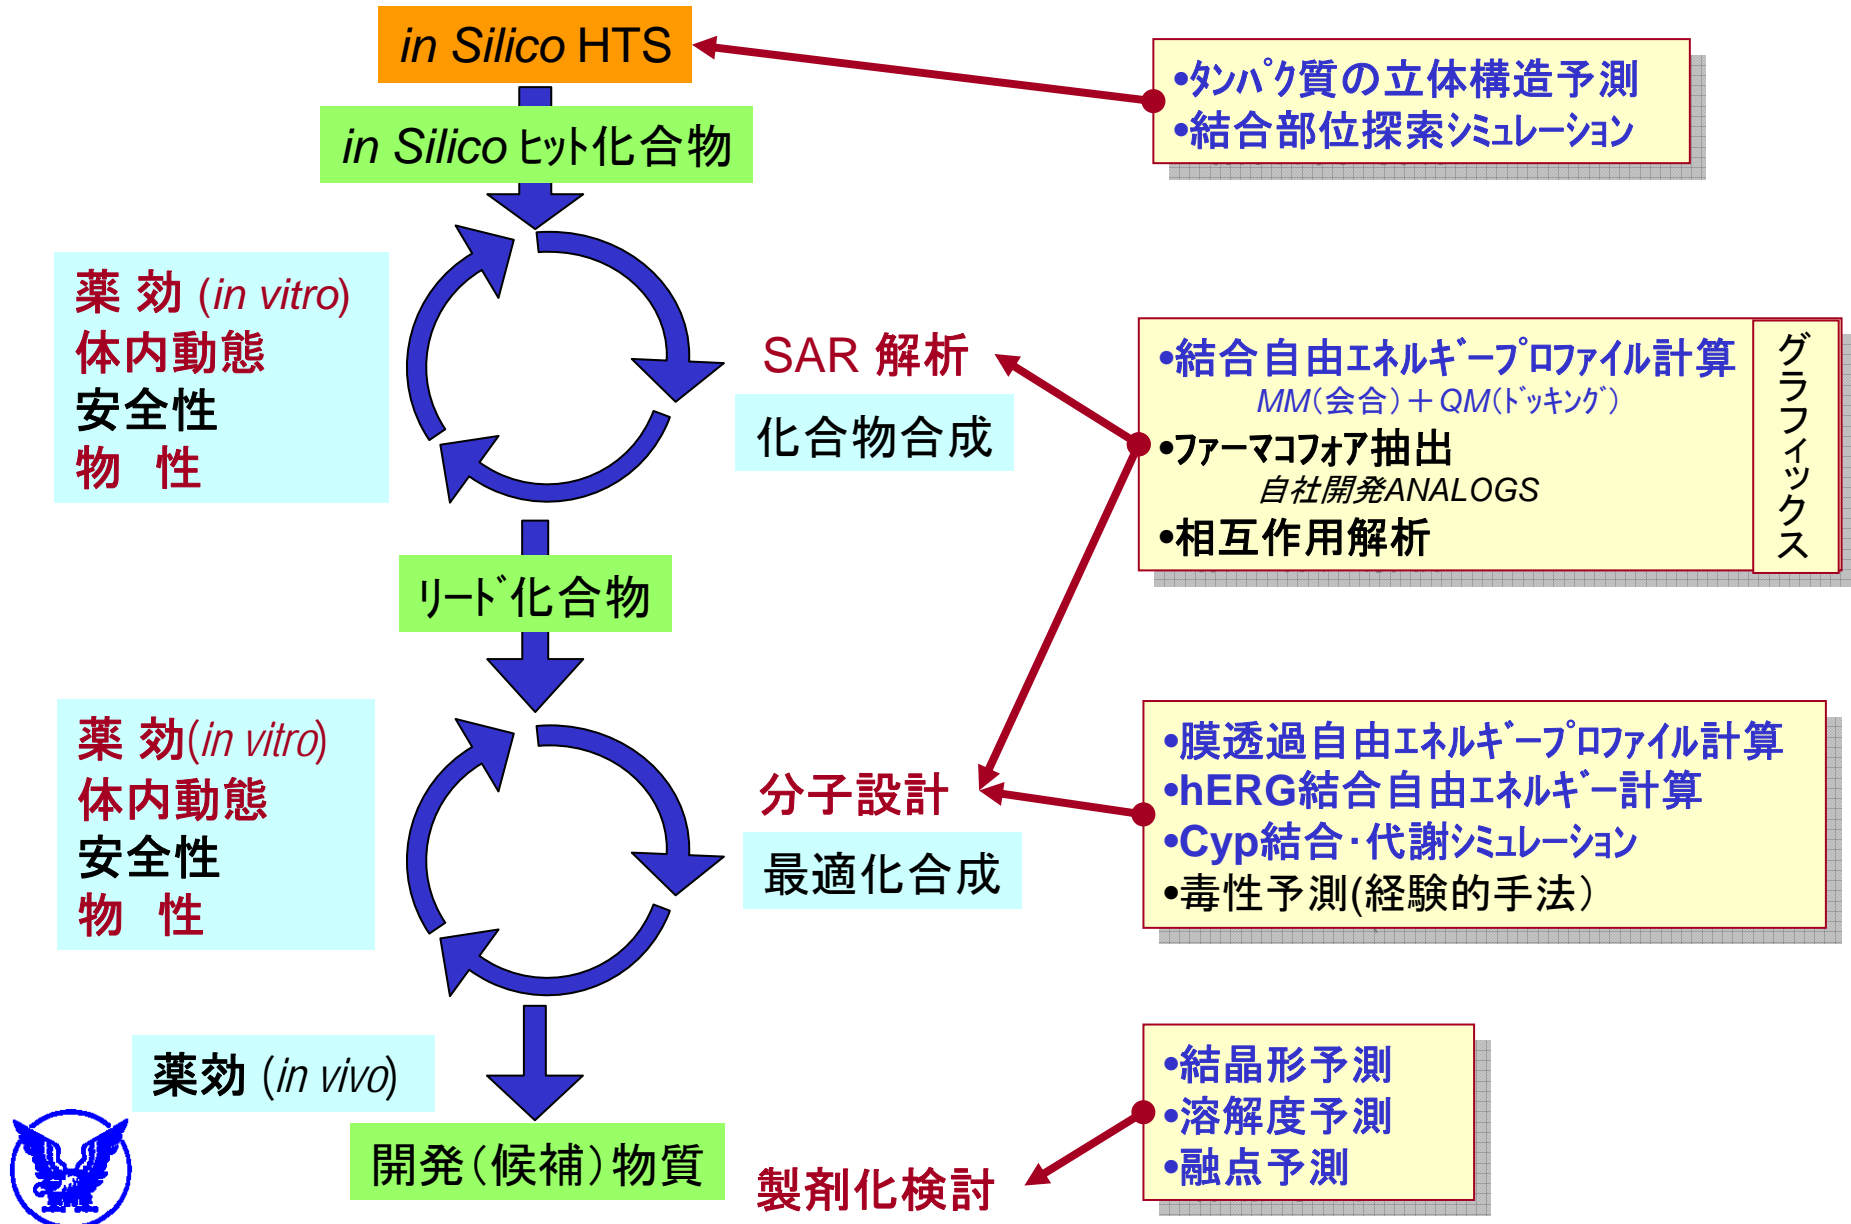 in Silico HTS
•ﾀﾝﾊﾟｸ質の立体構造予測
•結合部位探索ｼﾐｭﾚｰｼｮﾝ
in Silico ﾋｯﾄ化合物
薬 効 (in vitro)
体内動態
安全性
物 性
SAR 解析
化合物合成
•結合自由ｴﾈﾙｷﾞｰﾌﾟﾛﾌｧｲﾙ計算
MM(会合)＋QM(ﾄﾞｯｷﾝｸﾞ)
•ﾌｧｰﾏｺﾌｫｱ抽出
自社開発ANALOGS
•相互作用解析
グラフィックス
ﾘｰﾄﾞ化合物
薬 効(in vitro)
体内動態
安全性
物 性
分子設計
最適化合成
•膜透過自由ｴﾈﾙｷﾞｰﾌﾟﾛﾌｧｲﾙ計算
•hERG結合自由ｴﾈﾙｷﾞｰ計算
•Cyp結合･代謝ｼﾐｭﾚｰｼｮﾝ
•毒性予測(経験的手法）
薬効 (in vivo)
開発（候補）物質
製剤化検討
•結晶形予測
•溶解度予測
•融点予測